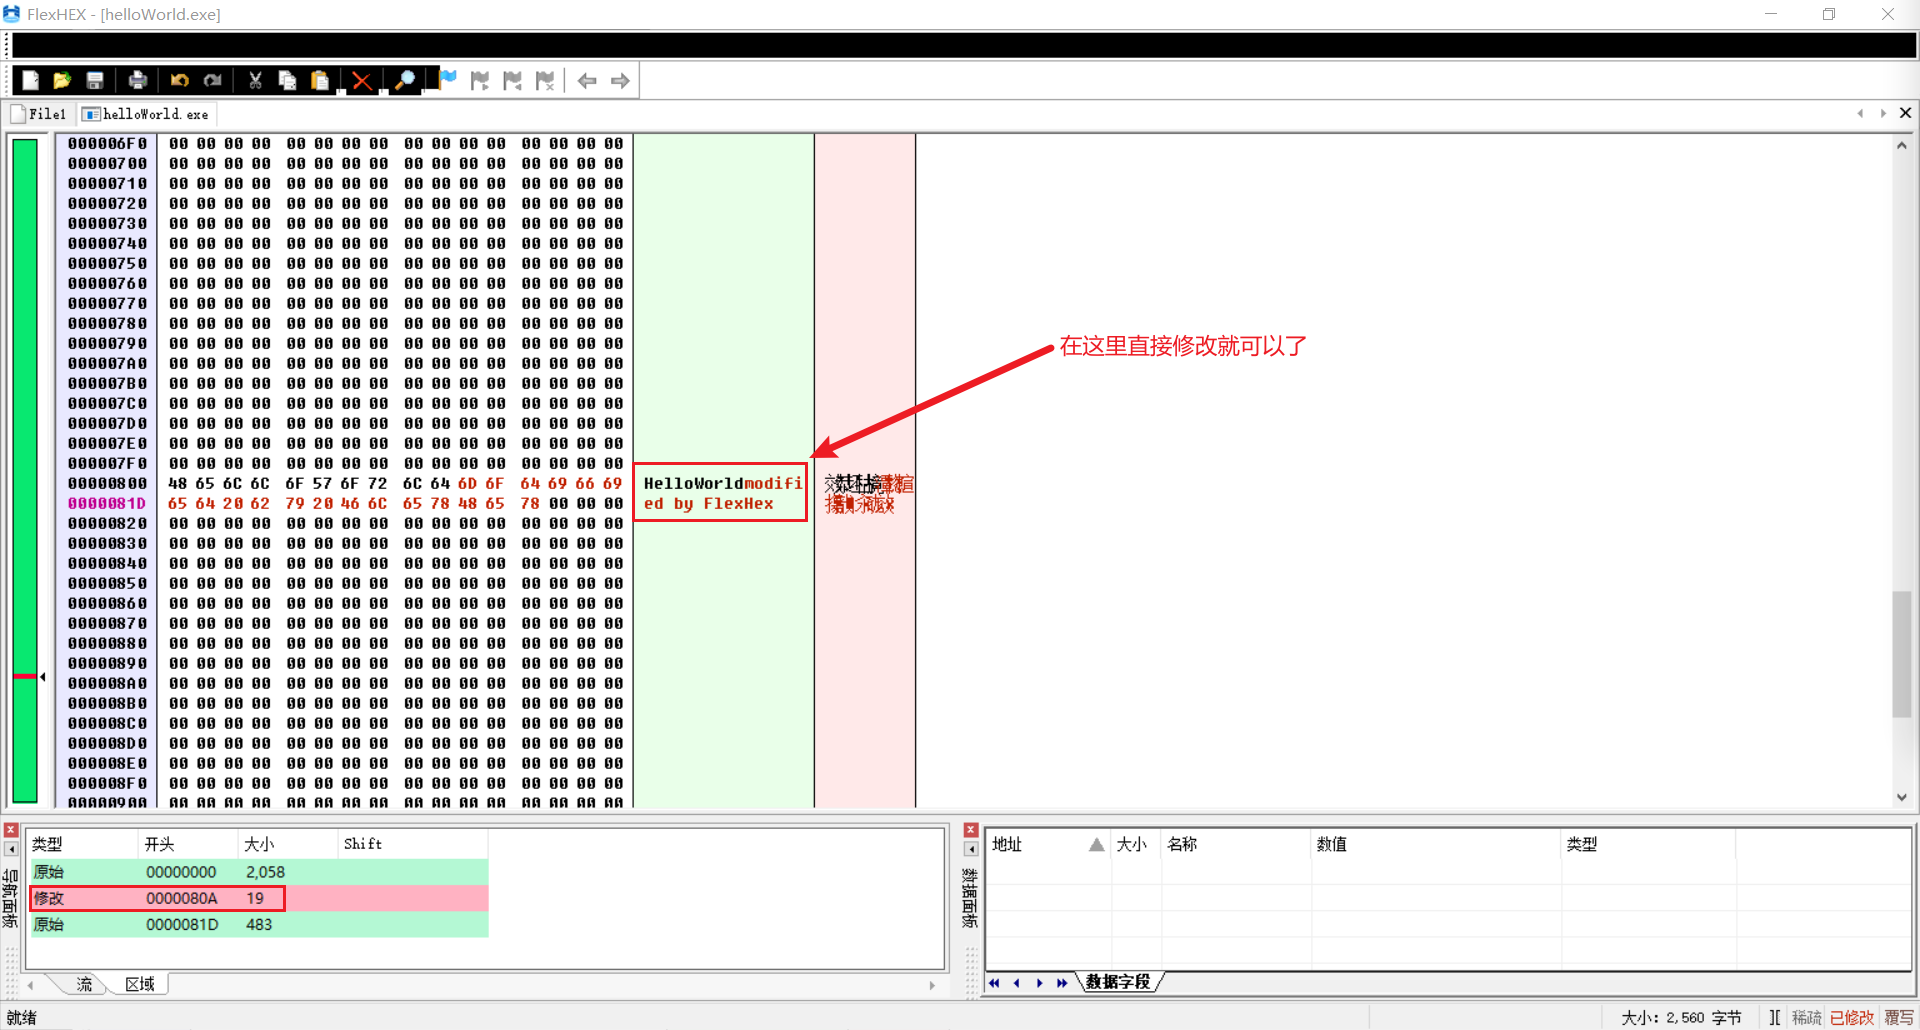 FlexHEX - [helloWorld.exe]
File1 helloWorld.exe
000006F0 00 00 00 00 00 00 00 00 00 00 00 00 00 00 00 00
00000700 00 00 00 00 00 00 00 00 00 00 00 00 00 00 00 00
00000710 00 00 00 00 00 00 00 00 00 00 00 00 00 00 00 00
00000720 00 00 00 00 00 00 00 00 00 00 00 00 00 00 00 00
00000730 00 00 00 00 00 00 00 00 00 00 00 00 00 00 00 00
00000740 00 00 00 00 00 00 00 00 00 00 00 00 00 00 00 00
00000750 00 00 00 00 00 00 00 00 00 00 00 00 00 00 00 00
00000760 00 00 00 00 00 00 00 00 00 00 00 00 00 00 00 00
00000770 00 00 00 00 00 00 00 00 00 00 00 00 00 00 00 00
00000780 00 00 00 00 00 00 00 00 00 00 00 00 00 00 00 00
00000790 00 00 00 00 00 00 00 00 00 00 00 00 00 00 00 00
在这里直接修改就可以了
000007A0 00 00 00 00 00 00 00 00 00 00 00 00 00 00 00 00
000007B0 00 00 00 00 00 00 00 00 00 00 00 00 00 00 00 00
000007C0 00 00 00 00 00 00 00 00 00 00 00 00 00 00 00 00
000007D0 00 00 00 00 00 00 00 00 00 00 00 00 00 00 00 00
000007E0 00 00 00 00 00 00 00 00 00 00 00 00 00 00 00 00
000007F0 00 00 00 00 00 00 00 00 00 00 00 00 00 00 00 00
00000800 48 65 6C 6C 6F 57 6F 72 6C 64 6D 6F 64 69 66 69 HelloWorldmodifi
0000081D 65 64 20 62 79 20 46 6C 65 78 48 65 78 00 00 00 ed by FlexHex
00000820 00 00 00 00 00 00 00 00 00 00 00 00 00 00 00 00
00000830 00 00 00 00 00 00 00 00 00 00 00 00 00 00 00 00
00000840 00 00 00 00 00 00 00 00 00 00 00 00 00 00 00 00
00000850 00 00 00 00 00 00 00 00 00 00 00 00 00 00 00 00
00000860 00 00 00 00 00 00 00 00 00 00 00 00 00 00 00 00
00000870 00 00 00 00 00 00 00 00 00 00 00 00 00 00 00 00
00000880 00 00 00 00 00 00 00 00 00 00 00 00 00 00 00 00
00000890 00 00 00 00 00 00 00 00 00 00 00 00 00 00 00 00
000008A0 00 00 00 00 00 00 00 00 00 00 00 00 00 00 00 00
000008B0 00 00 00 00 00 00 00 00 00 00 00 00 00 00 00 00
000008C0 00 00 00 00 00 00 00 00 00 00 00 00 00 00 00 00
000008D0 00 00 00 00 00 00 00 00 00 00 00 00 00 00 00 00
000008E0 00 00 00 00 00 00 00 00 00 00 00 00 00 00 00 00
000008F0 00 00 00 00 00 00 00 00 00 00 00 00 00 00 00 00
00000900 00 00 00 00 00 00 00 00 00 00 00 00 00 00 00 00
导航面板
类型 开头 大小 Shift
原始 00000000 2,058
修改 0000080A 19
原始 0000081D 483
流 区域
数据面板
地址 大小 名称 数值 类型
数据字段
就绪 大小: 2,560 字节 ][ 稀疏 已修改 覆写